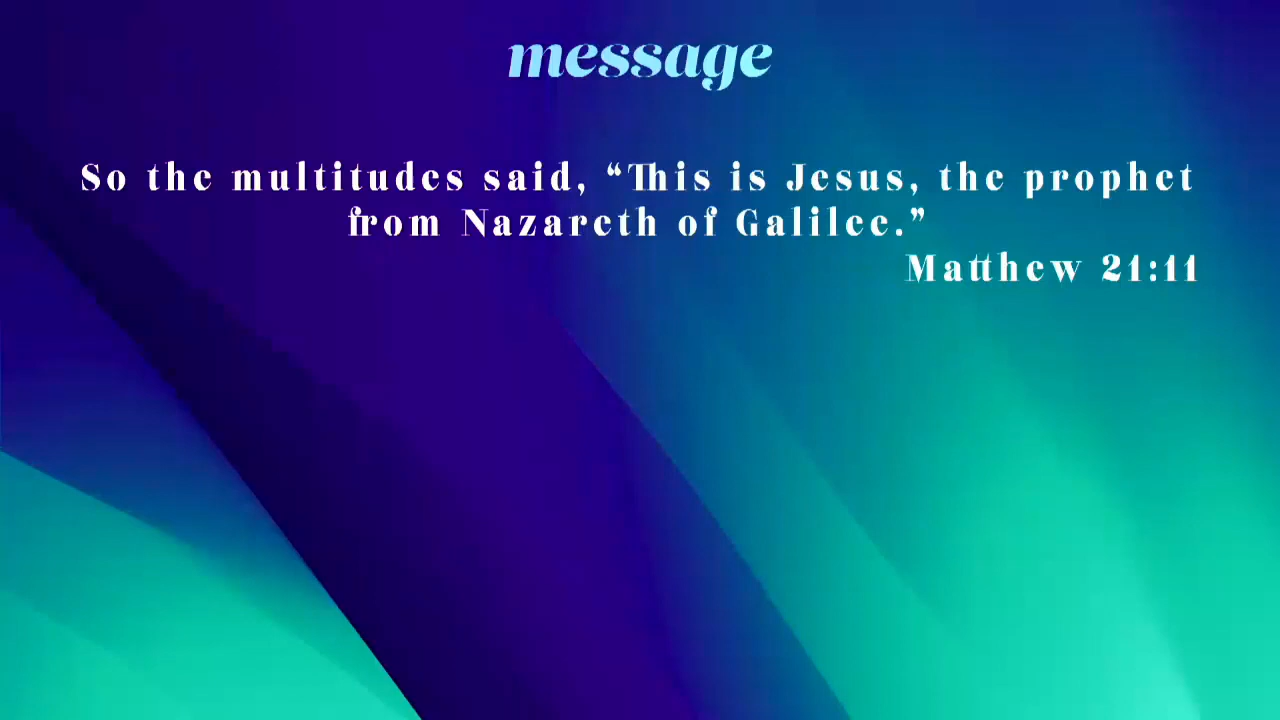 message
So the multitudes said, “This is Jesus, the prophet
from Nazareth of Galilee.”
Matthew 21:11